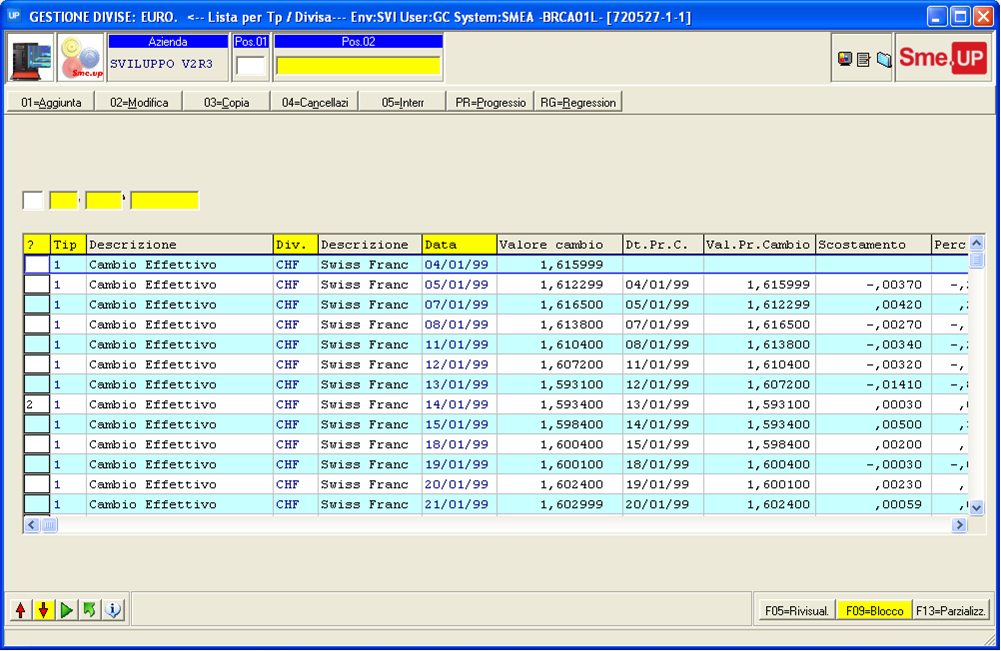 UP GESTIONE DIVISE: EURO. <-- Lista per Tp / Divisa--- Env:SVI User:GC System:SMEA -BRCA01L- [720527-1-1]
Sme.up
Azienda Pos.01 Pos.02
SVILUPPO V2R3
Sme.UP
01=Aggiunta 02=Modifica 03=Copia 04=Cancellazi 05=Interr PR=Progressio RG=Regression
? Tip Descrizione Div. Descrizione Data Valore cambio Dt.Pr.C. Val.Pr.Cambio Scostamento Perc
1 Cambio Effettivo CHF Swiss Franc 04/01/99 1,615999
1 Cambio Effettivo CHF Swiss Franc 05/01/99 1,612299 04/01/99 1,615999 -,00370 -,
1 Cambio Effettivo CHF Swiss Franc 07/01/99 1,616500 05/01/99 1,612299 ,00420 ,
1 Cambio Effettivo CHF Swiss Franc 08/01/99 1,613800 07/01/99 1,616500 -,00270 -,
1 Cambio Effettivo CHF Swiss Franc 11/01/99 1,610400 08/01/99 1,613800 -,00340 -,
1 Cambio Effettivo CHF Swiss Franc 12/01/99 1,607200 11/01/99 1,610400 -,00320 -,
1 Cambio Effettivo CHF Swiss Franc 13/01/99 1,593100 12/01/99 1,607200 -,01410 -,
2 1 Cambio Effettivo CHF Swiss Franc 14/01/99 1,593400 13/01/99 1,593100 ,00030 ,
1 Cambio Effettivo CHF Swiss Franc 15/01/99 1,598400 14/01/99 1,593400 ,00500 ,
1 Cambio Effettivo CHF Swiss Franc 18/01/99 1,600400 15/01/99 1,598400 ,00200 ,
1 Cambio Effettivo CHF Swiss Franc 19/01/99 1,600100 18/01/99 1,600400 -,00030 -,
1 Cambio Effettivo CHF Swiss Franc 20/01/99 1,602400 19/01/99 1,600100 ,00230 ,
1 Cambio Effettivo CHF Swiss Franc 21/01/99 1,602999 20/01/99 1,602400 ,00059 ,
F05=Rivisual. F09=Blocco F13=Parzializz.